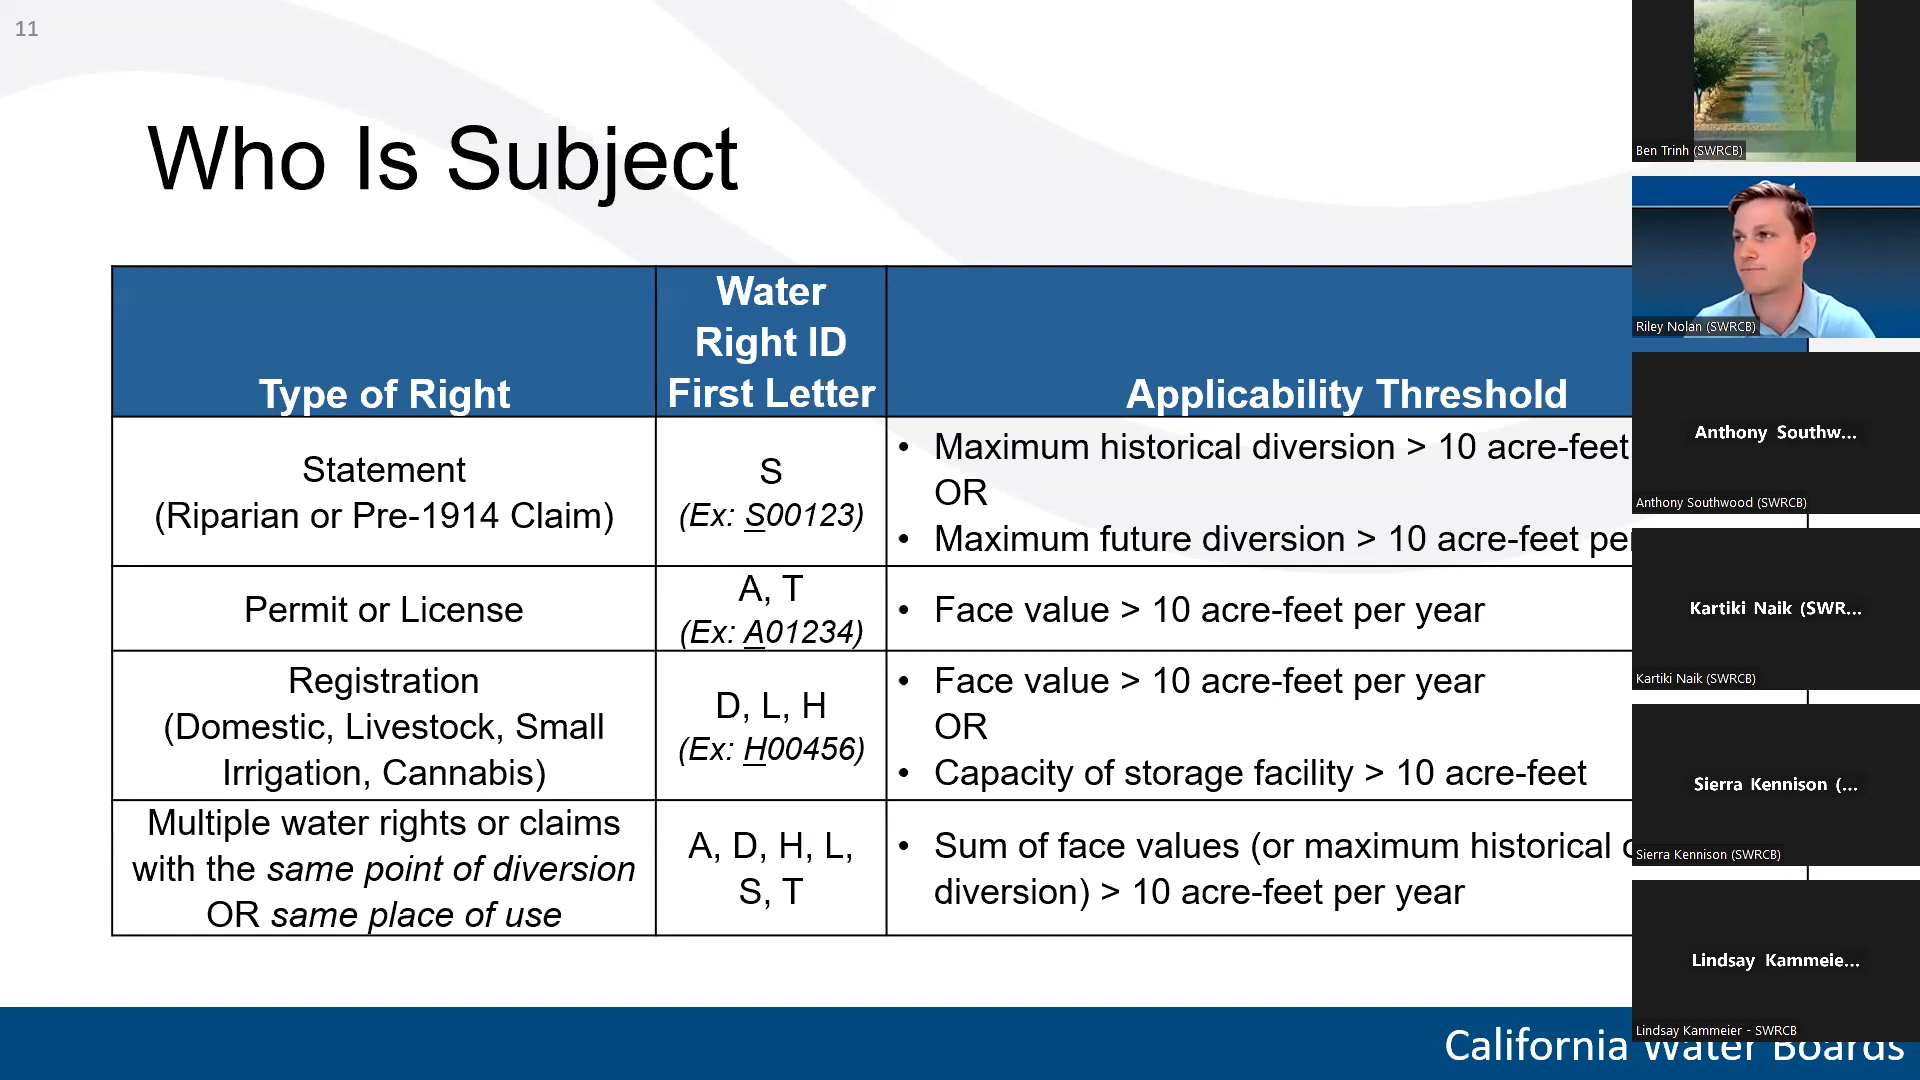 11
Who Is Subject
Type of Right
Water
Right ID
First Letter
Applicability Threshold
Statement
(Riparian or Pre-1914 Claim)
S
(Ex: S00123)
• Maximum historical diversion > 10 acre-feet
OR
• Maximum future diversion > 10 acre-feet per
Permit or License
A, T
(Ex: A01234)
• Face value > 10 acre-feet per year
Registration
(Domestic, Livestock, Small
Irrigation, Cannabis)
D, L, H
(Ex: H00456)
• Face value > 10 acre-feet per year
OR
• Capacity of storage facility > 10 acre-feet
Multiple water rights or claims
with the same point of diversion
OR same place of use
A, D, H, L,
S, T
• Sum of face values (or maximum historical
diversion) > 10 acre-feet per year
California Water Boards
Ben Trinh (SWRCB)
Riley Nolan (SWRCB)
Anthony Southw...
Anthony Southwood (SWRCB)
Kartiki Naik (SWR...
Kartiki Naik (SWRCB)
Sierra Kennison (...
Sierra Kennison (SWRCB)
Lindsay Kammeie...
Lindsay Kammeier - SWRCB